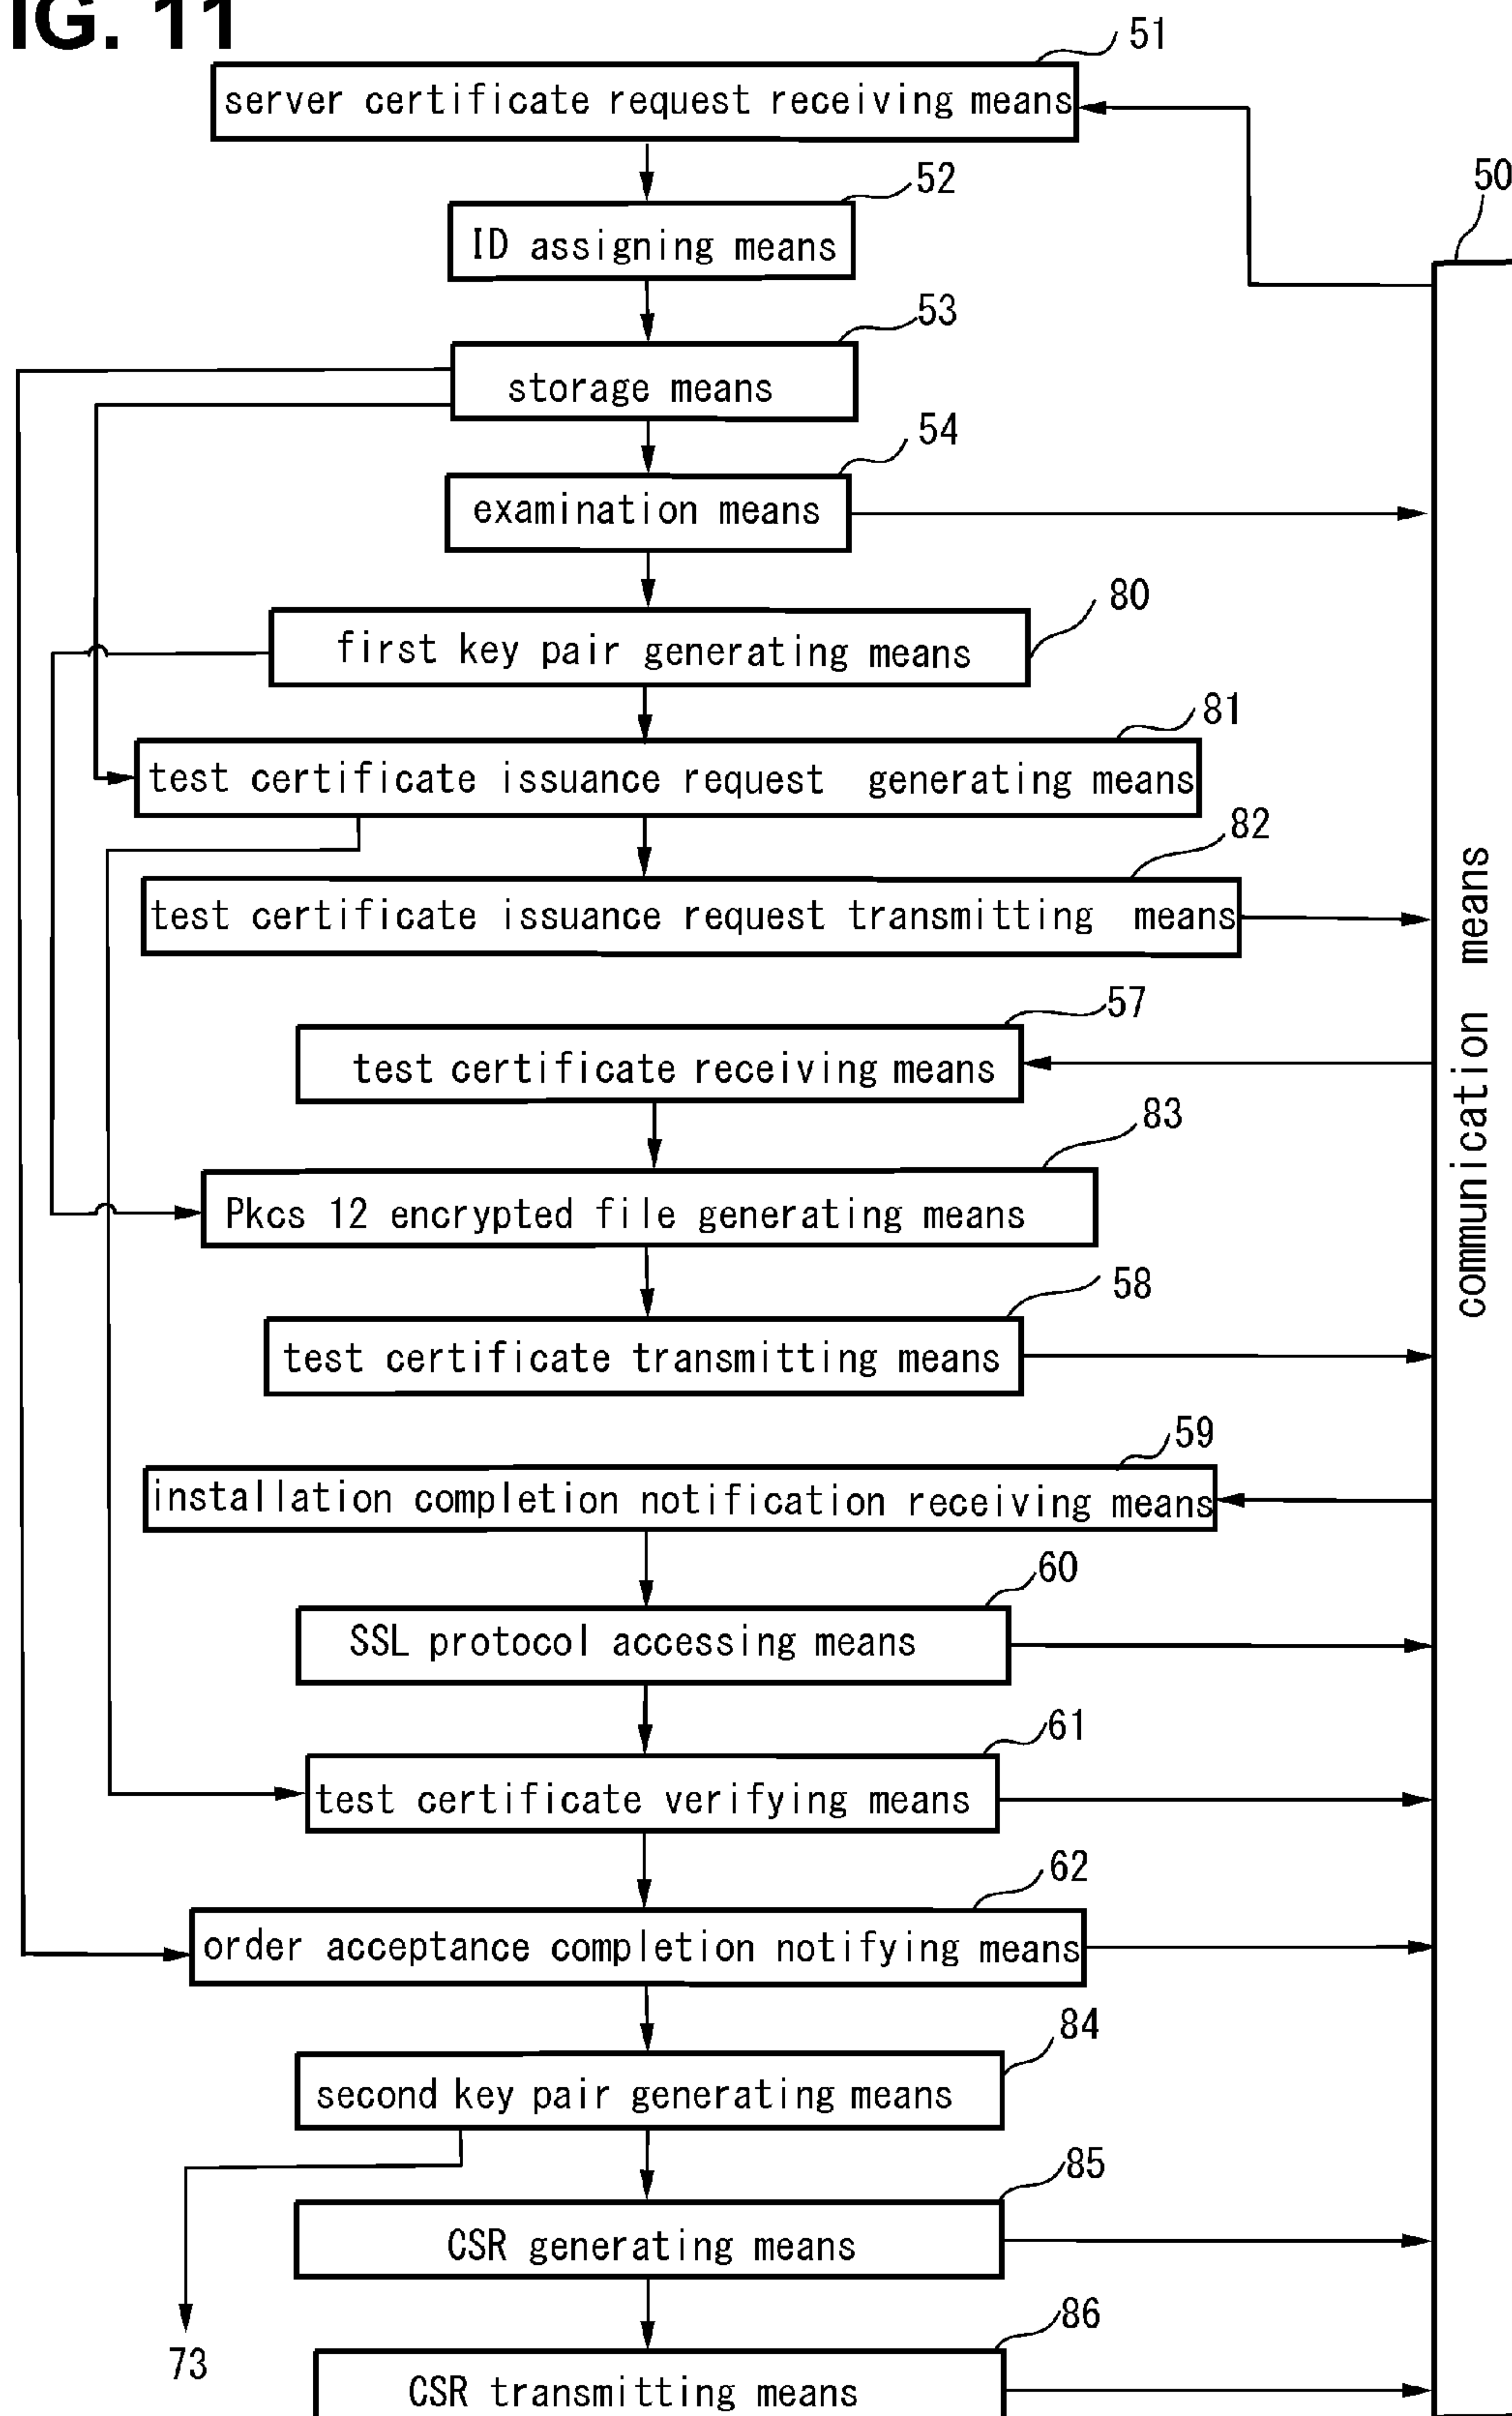 IG. 11
51
server certificate request receiving means
50
52
ID assigning means
53
storage means
54
examination means
80
first key pair generating means
81
test certificate issuance request generating means
82
test certificate issuance request transmitting means
communication means
57
test certificate receiving means
83
Pkcs 12 encrypted file generating means
58
test certificate transmitting means
59
installation completion notification receiving means
60
SSL protocol accessing means
61
test certificate verifying means
62
order acceptance completion notifying means
84
second key pair generating means
85
CSR generating means
86
73
CSR transmitting means